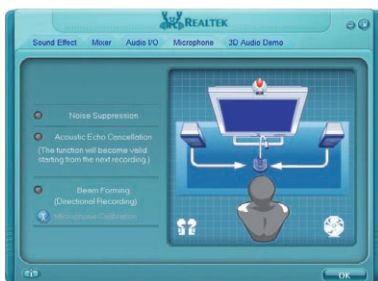 REALTEK
Sound Effect Mixer Audio I/O Microphone 3D Audio Demo
Noise Suppression
Acoustic Echo Cancellation
(The function will become valid
starting from the next recording.)
Beam Forming
(Directional Recording)
Microphone Calibration
OK